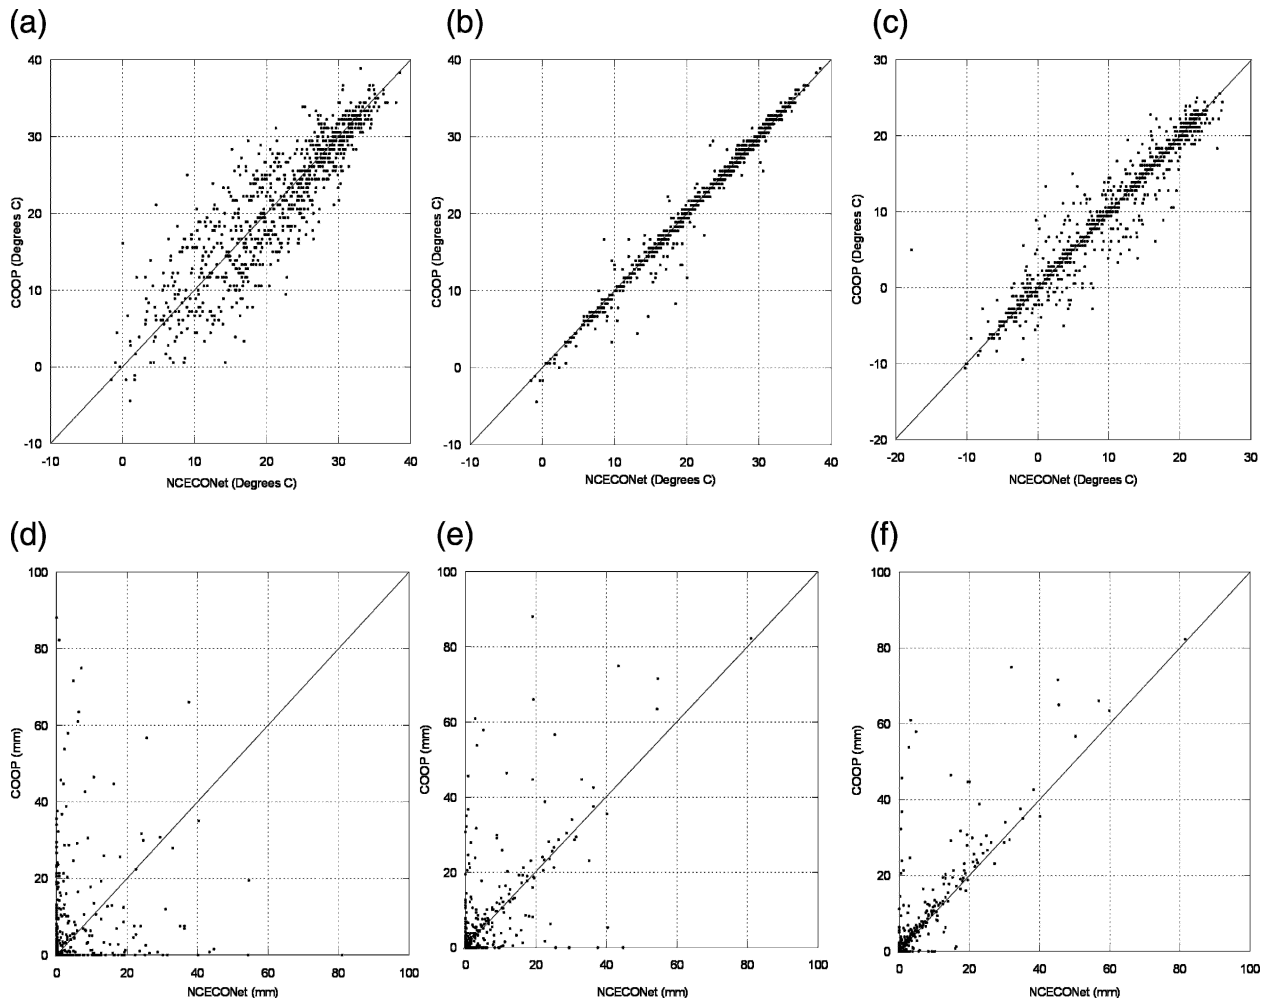 (a) (b) (c)
40 40 30
30 30 20
20 20 10
10 10 0
0 0 -10
-10 -10 -20
COOP (Degrees C) COOP (Degrees C) COOP (Degrees C)
-10 0 10 20 30 40 -10 0 10 20 30 40 -20 -10 0 10 20 30
NCECONet (Degrees C) NCECONet (Degrees C) NCECONet (Degrees C)
(d) (e) (f)
100 100 100
80 80 80
60 60 60
40 40 40
20 20 20
0 0 0
COOP (mm) COOP (mm) COOP (mm)
0 20 40 60 80 100 0 20 40 60 80 100 0 20 40 60 80 100
NCECONet (mm) NCECONet (mm) NCECONet (mm)